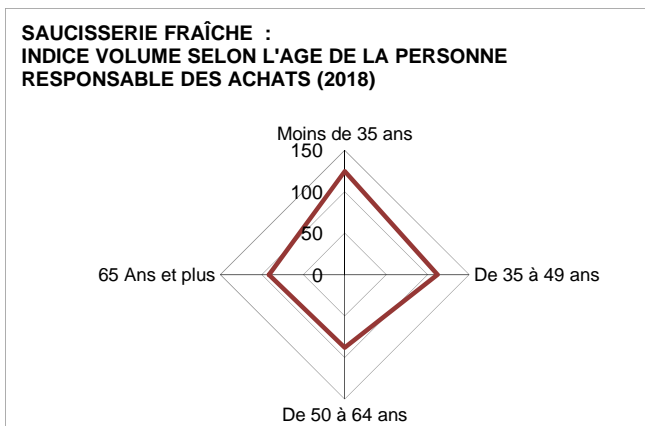 SAUCISSERIE FRAÎCHE :
INDICE VOLUME SELON L'AGE DE LA PERSONNE
RESPONSABLE DES ACHATS (2018)
Moins de 35 ans
150
100
50
65 Ans et plus
0
De 35 à 49 ans
De 50 à 64 ans